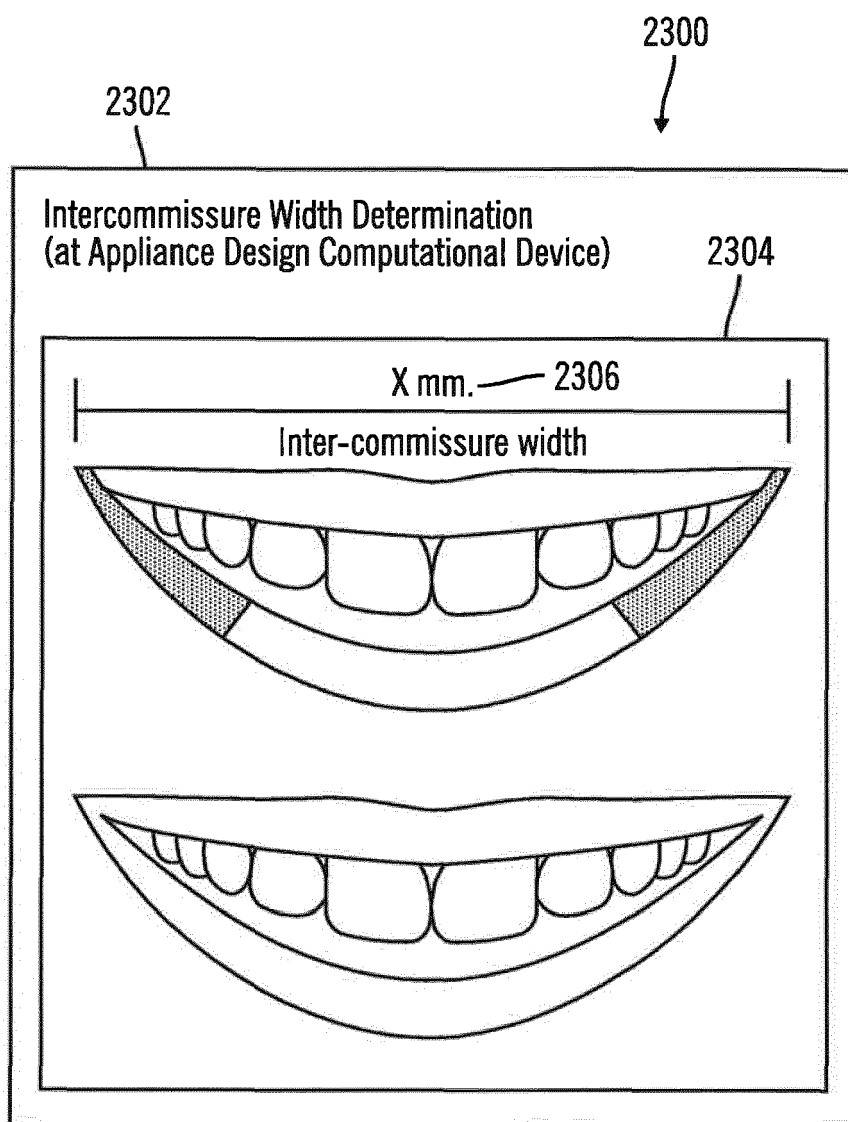 2300
2302
Intercommissure Width Determination
(at Appliance Design Computational Device)
2304
X mm. 2306
Inter-commissure width